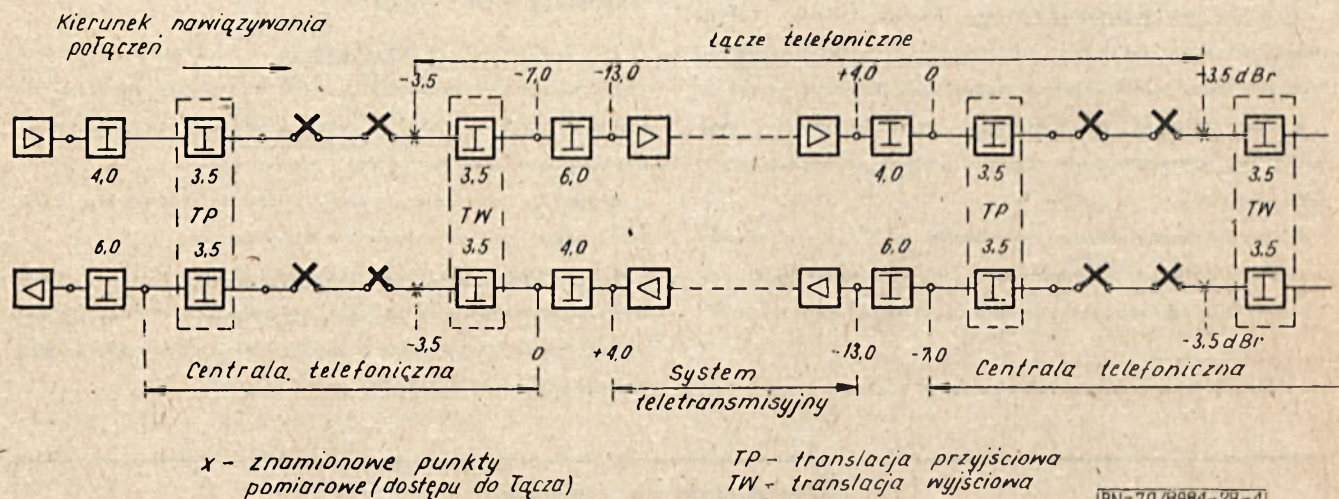 Kierunek nawiązywania
połączeń
Łącze telefoniczne
-3,5 -7,0 -13,0 +4,0 0 +3.5 dBr
4,0 3,5 3,5 6,0 4,0 3.5 3.5
TP TW TP TW
6,0 3.5 3.5 4,0 6.0 3.5 3.5
-3,5 0 +4,0 -13,0 -7,0 -3.5 dBr
Centrala telefoniczna System Centrala telefoniczna
teletransmisyjny
x - znamionowe punkty
pomiarowe (dostępu do łącza)
TP - translacja przyjściowa
TW - translacja wyjściowa